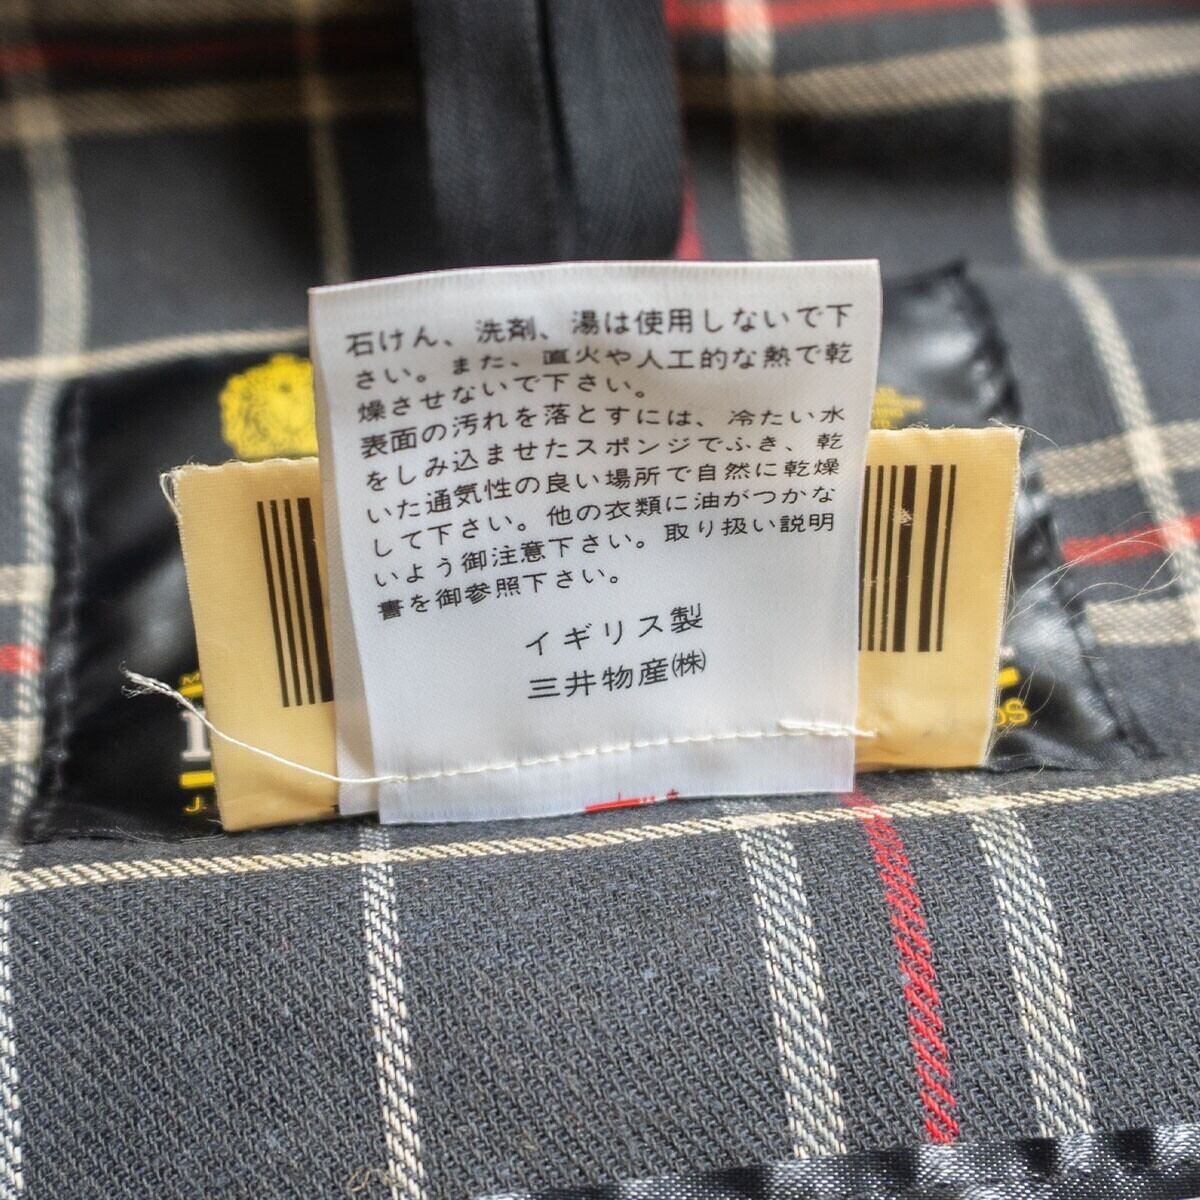 石けん、洗剤、湯は使用しないで下
さい。また、直火や人工的な熱で乾
燥させないで下さい。
表面の汚れを落とすには、冷たい水
をしみ込ませたスポンジでふき、乾
いた通気性の良い場所で自然に乾燥
して下さい。他の衣類に油がつかな
いよう御注意下さい。取り扱い説明
書を御参照下さい。
イギリス製
三井物産㈱